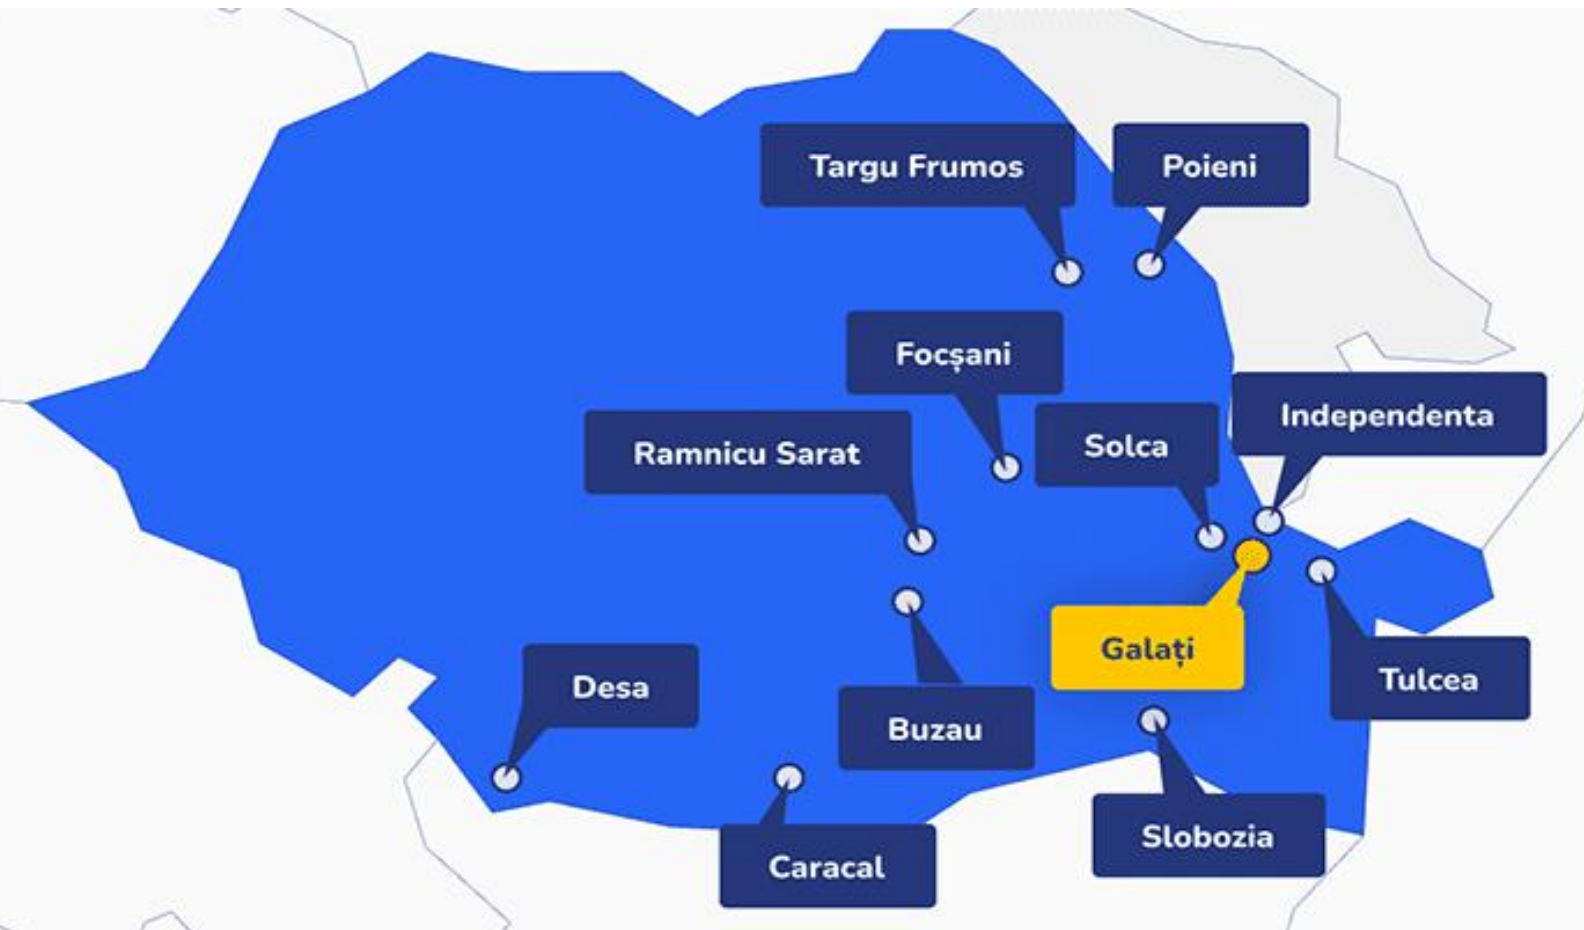 Targu Frumos
Poieni
Focșani
Independenta
Solca
Ramnicu Sarat
Galați
Tulcea
Desa
Buzau
Slobozia
Caracal